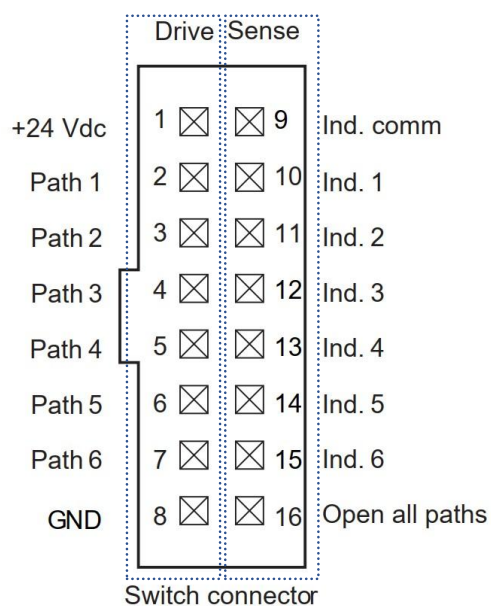 Drive Sense
+24 Vdc 1 9 Ind. comm
Path 1 2 10 Ind. 1
Path 2 3 11 Ind. 2
Path 3 4 12 Ind. 3
Path 4 5 13 Ind. 4
Path 5 6 14 Ind. 5
Path 6 7 15 Ind. 6
GND 8 16 Open all paths
Switch connector